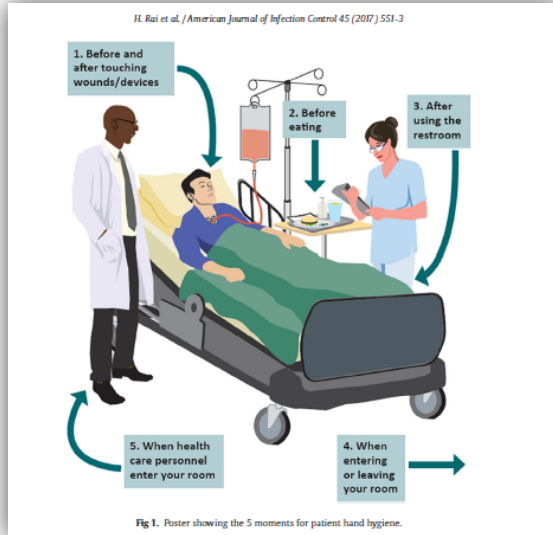 H. Rai et al. / American Journal of Infection Control 45 (2017) 551-3
1. Before and
after touching
wounds/devices
2. Before
eating
3. After
using the
restroom
5. When health
care personnel
enter your room
4. When
entering
or leaving
your room
Fig 1. Poster showing the 5 moments for patient hand hygiene.